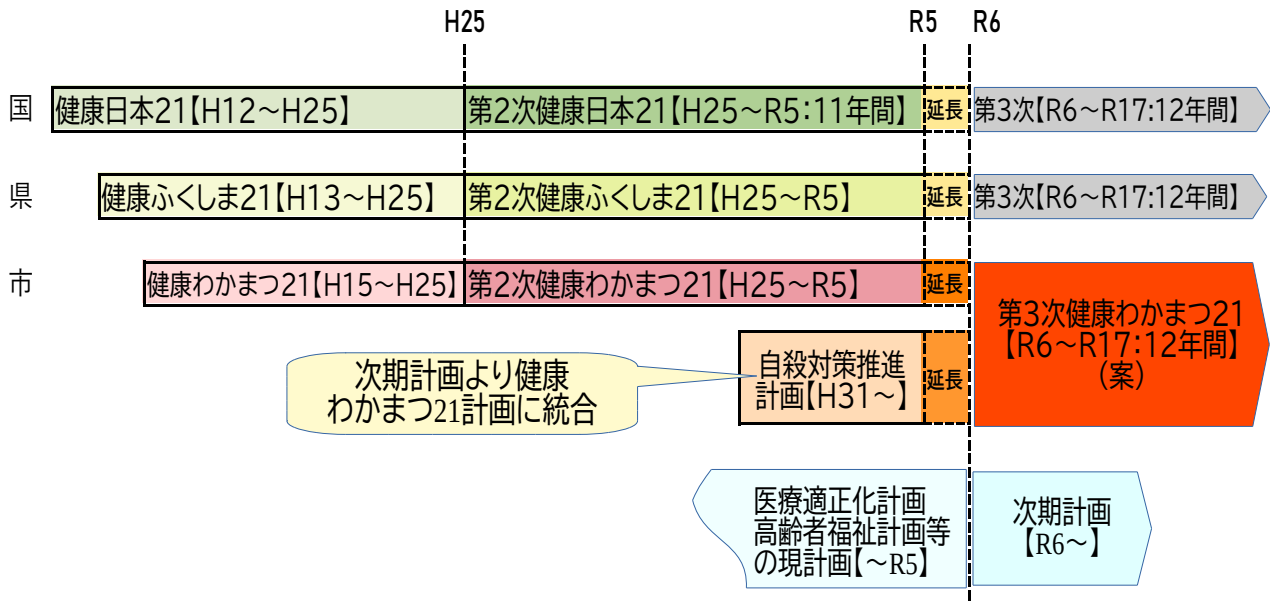 H25
R5
R6
国
健康日本21【H12～H25】
第2次健康日本21【H25～R5：11年間】
延長
第3次【R6～R17：12年間】
県
健康ふくしま21【H13～H25】
第2次健康ふくしま21【H25～R5】
延長
第3次【R6～R17：12年間】
市
健康わかまつ21【H15～H25】
第2次健康わかまつ21【H25～R5】
延長
第3次健康わかまつ21
【R6～R17：12年間】
（案）
次期計画より健康
わかまつ21計画に統合
自殺対策推進
計画【H31～】
延長
医療適正化計画
高齢者福祉計画等
の現計画【～R5】
次期計画
【R6～】